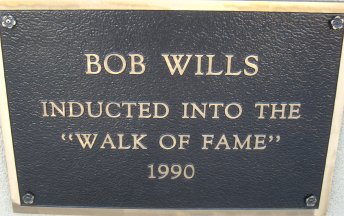 BOB WILLS
INDUCTED INTO THE
“WALK OF FAME”
1990